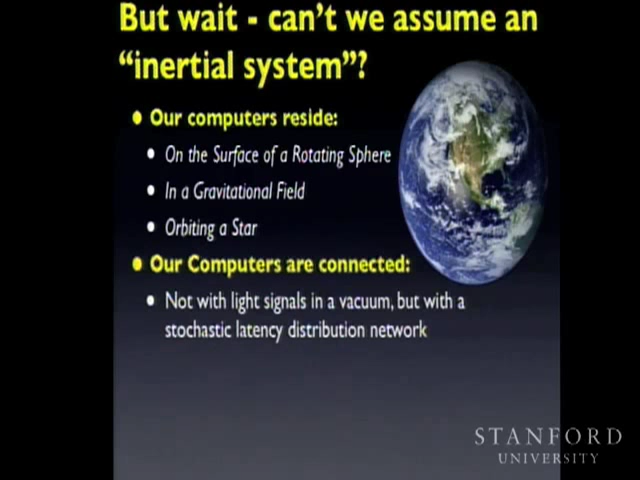 But wait - can't we assume an
"inertial system"?
Our computers reside:
On the Surface of a Rotating Sphere
In a Gravitational Field
Orbiting a Star
Our Computers are connected:
Not with light signals in a vacuum, but with a
stochastic latency distribution network
STANFORD
UNIVERSITY